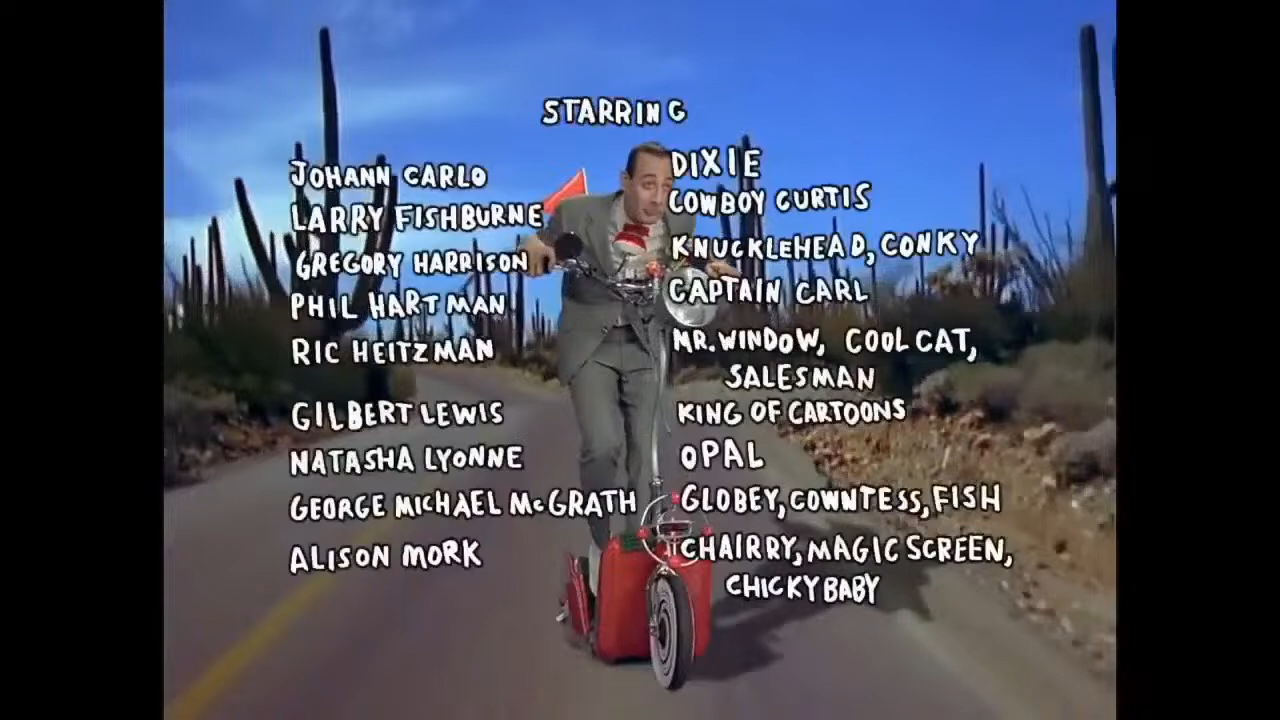 STARRING
JOHANN CARLO DIXIE
LARRY FISHBURNE COWBOY CURTIS
GREGORY HARRISON KNUCKLEHEAD, CONKY
PHIL HARTMAN CAPTAIN CARL
RIC HEITZMAN MR. WINDOW, COOL CAT,
SALESMAN
GILBERT LEWIS KING OF CARTOONS
NATASHA LYONNE OPAL
GEORGE MICHAEL McGRATH GLOBEY, COWNTESS, FISH
ALISON MORK CHAIRRY, MAGIC SCREEN,
CHICKYBABY